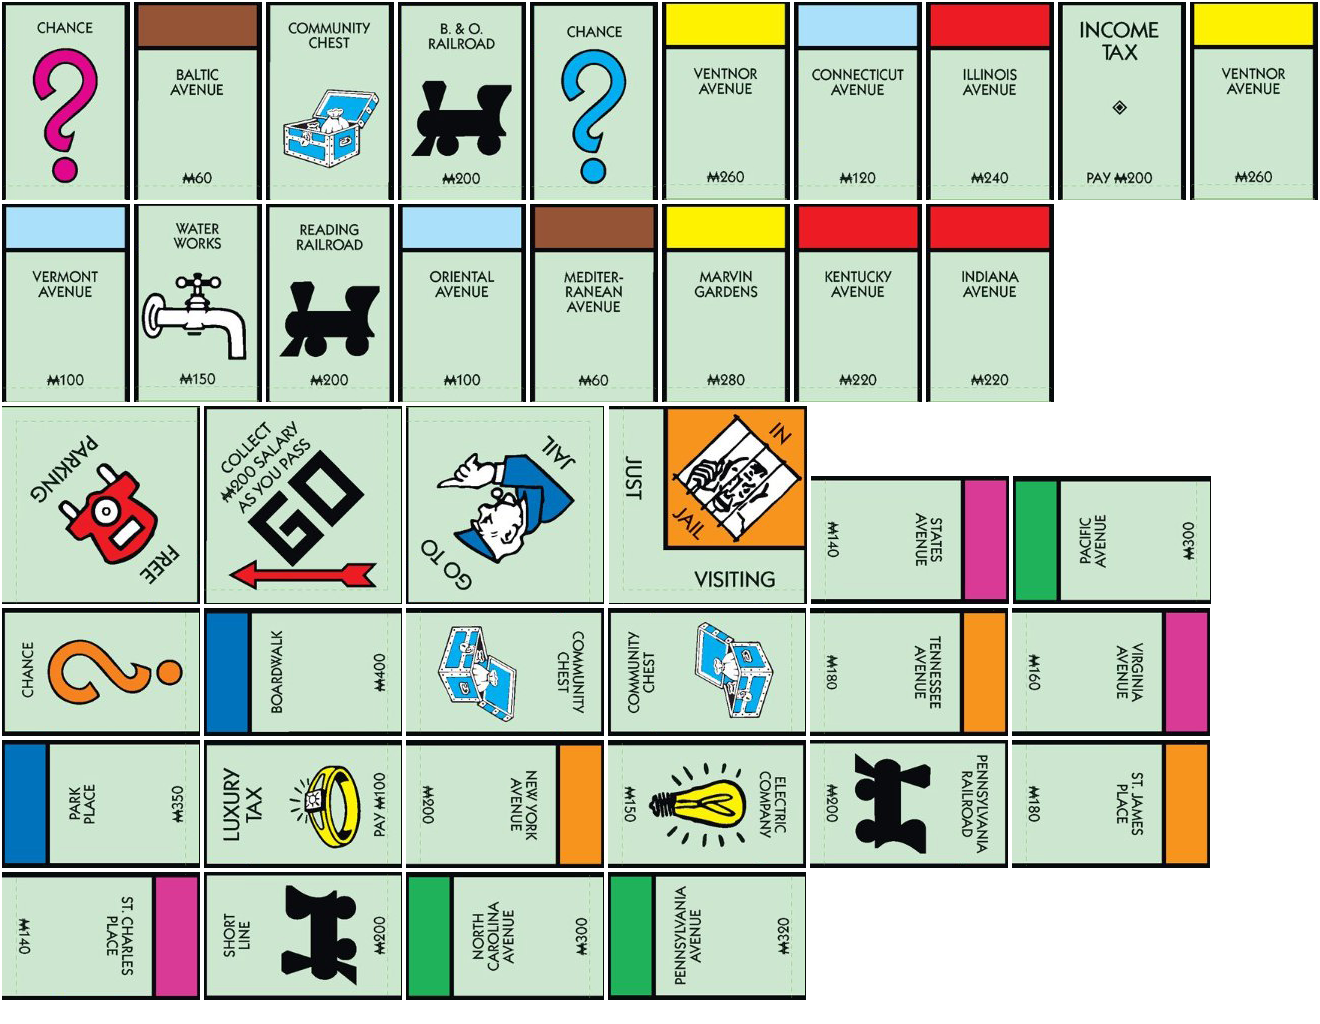 CHANCE
BALTIC
AVENUE
₩60
COMMUNITY
CHEST
B. & O.
RAILROAD
₩200
CHANCE
VENTNOR
AVENUE
₩260
CONNECTICUT
AVENUE
₩120
ILLINOIS
AVENUE
₩240
INCOME
TAX
PAY ₩200
VENTNOR
AVENUE
₩260
VERMONT
AVENUE
₩100
WATER
WORKS
₩150
READING
RAILROAD
₩200
ORIENTAL
AVENUE
₩100
MEDITER-
RANEAN
AVENUE
₩60
MARVIN
GARDENS
₩280
KENTUCKY
AVENUE
₩220
INDIANA
AVENUE
₩220
FREE
PARKING
COLLECT
₩200 SALARY
AS YOU PASS
GO
GO TO
JAIL
IN
JAIL
JUST
VISITING
STATES
AVENUE
₩140
PACIFIC
AVENUE
₩300
CHANCE
BOARDWALK
₩400
COMMUNITY
CHEST
COMMUNITY
CHEST
TENNESSEE
AVENUE
₩180
VIRGINIA
AVENUE
₩160
PARK
PLACE
₩350
LUXURY
TAX
PAY ₩100
NEW YORK
AVENUE
₩200
ELECTRIC
COMPANY
₩150
PENNSYLVANIA
RAILROAD
₩200
ST. JAMES
PLACE
₩180
ST. CHARLES
PLACE
₩140
SHORT
LINE
₩200
NORTH
CAROLINA
AVENUE
₩300
PENNSYLVANIA
AVENUE
₩320